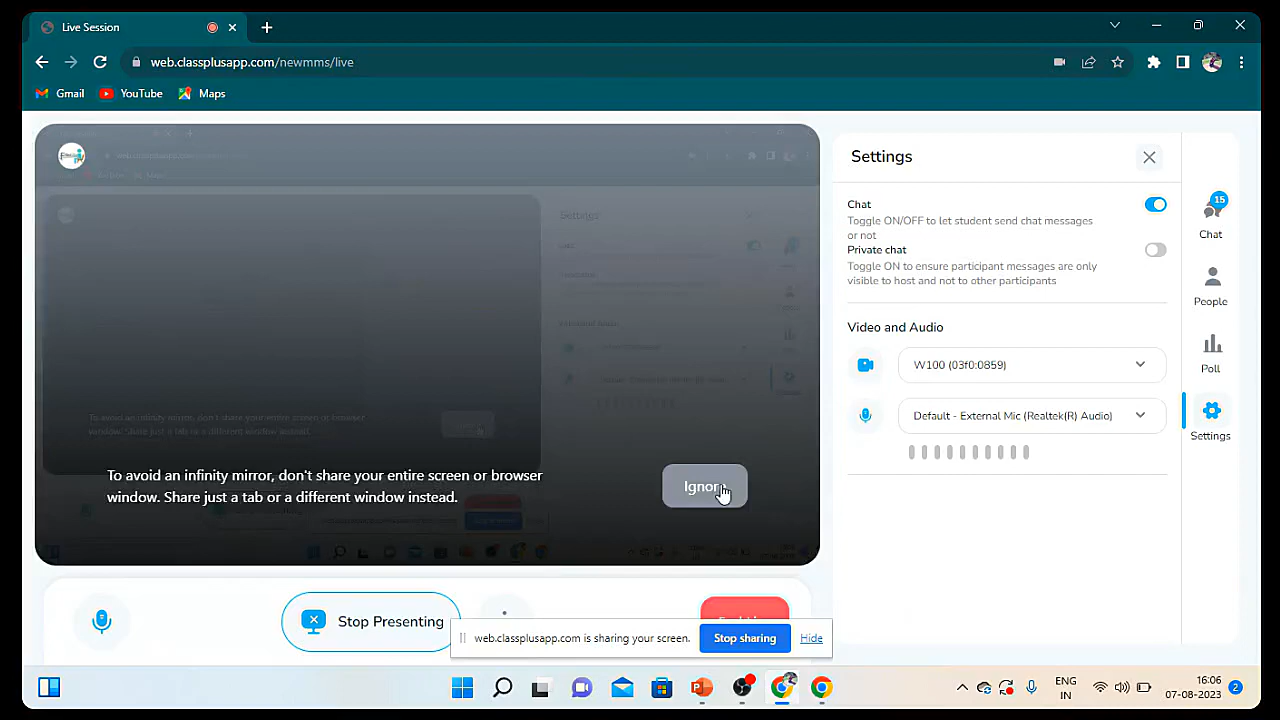 Live Session
web.classplusapp.com/newmms/live
Gmail
YouTube
Maps
Settings
Chat
Toggle ON/OFF to let student send chat messages
or not
Private chat
Toggle ON to ensure participant messages are only
visible to host and not to other participants
Video and Audio
W100 (03f0:0859)
Default - External Mic (Realtek(R) Audio)
15
Chat
People
Poll
Settings
To avoid an infinity mirror, don't share your entire screen or browser
window. Share just a tab or a different window instead.
Stop Presenting
web.classplusapp.com is sharing your screen.
Stop sharing
Hide
ENG
IN
16:06
07-08-2023
2